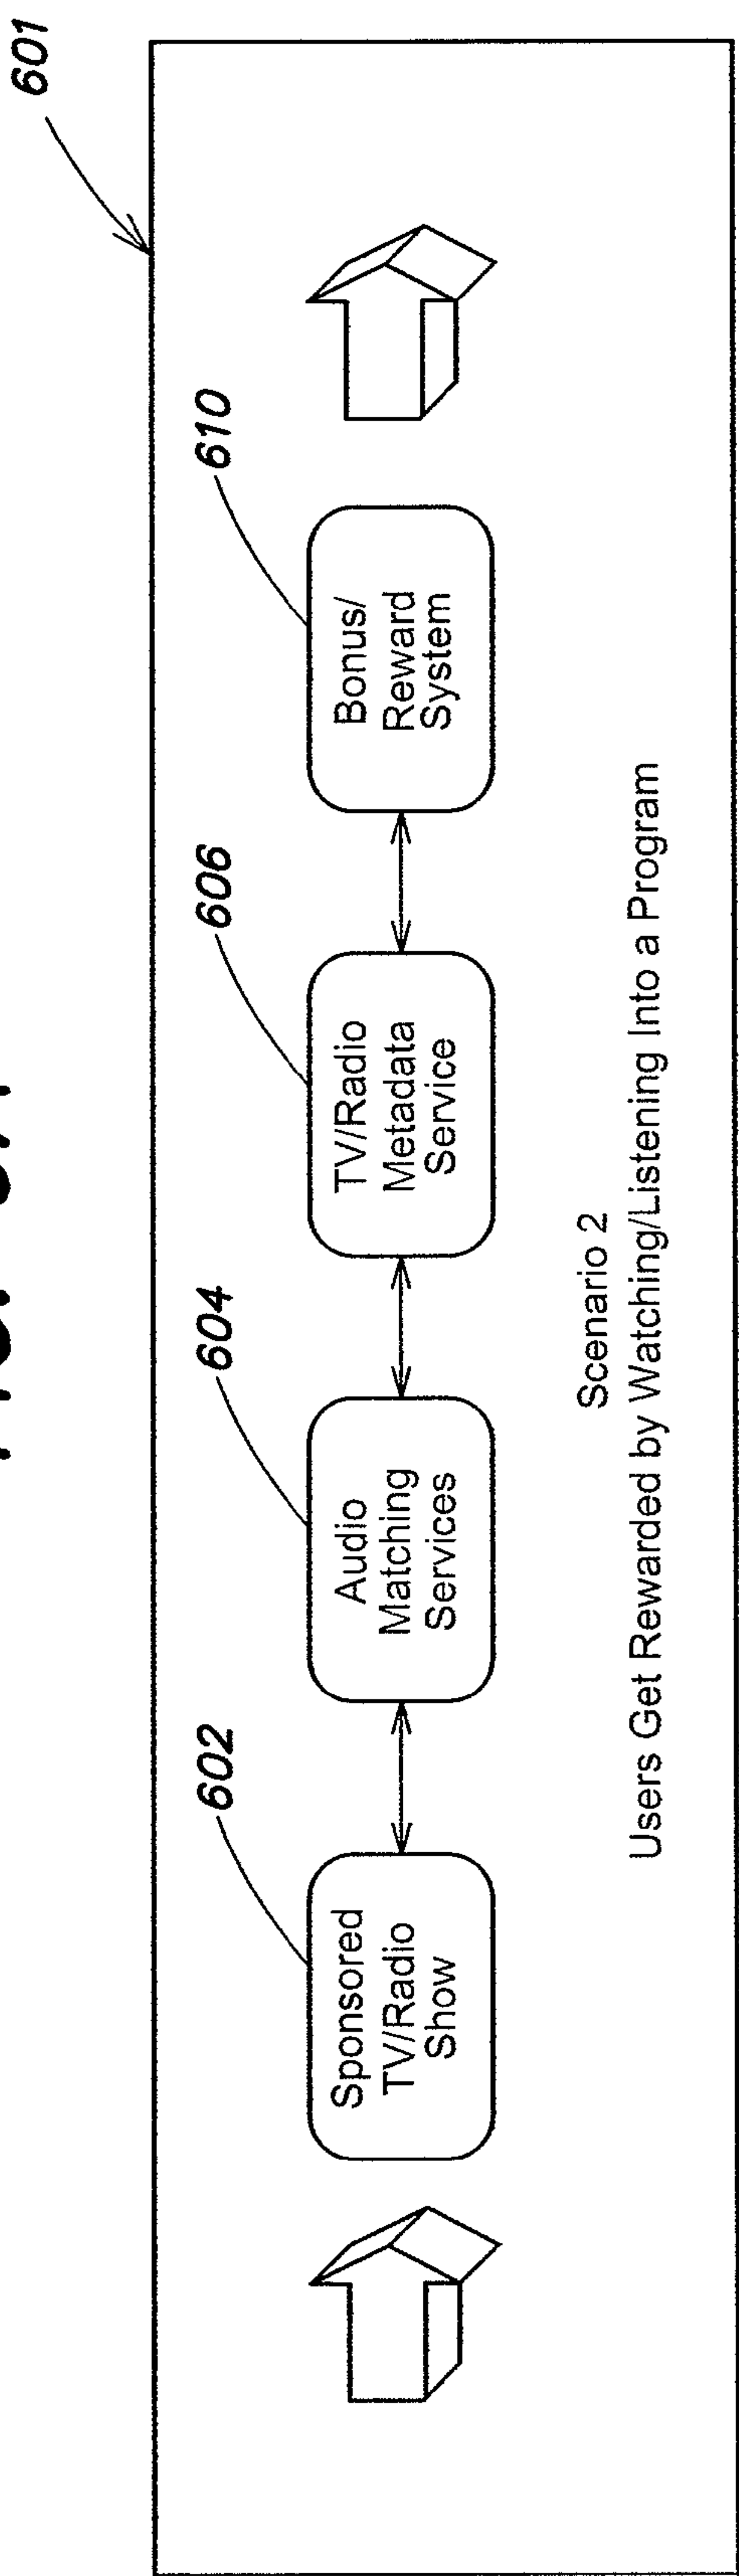 601
602
Sponsored
TV/Radio
Show
604
Audio
Matching
Services
606
TV/Radio
Metadata
Service
610
Bonus/
Reward
System
Scenario 2
Users Get Rewarded by Watching/Listening Into a Program